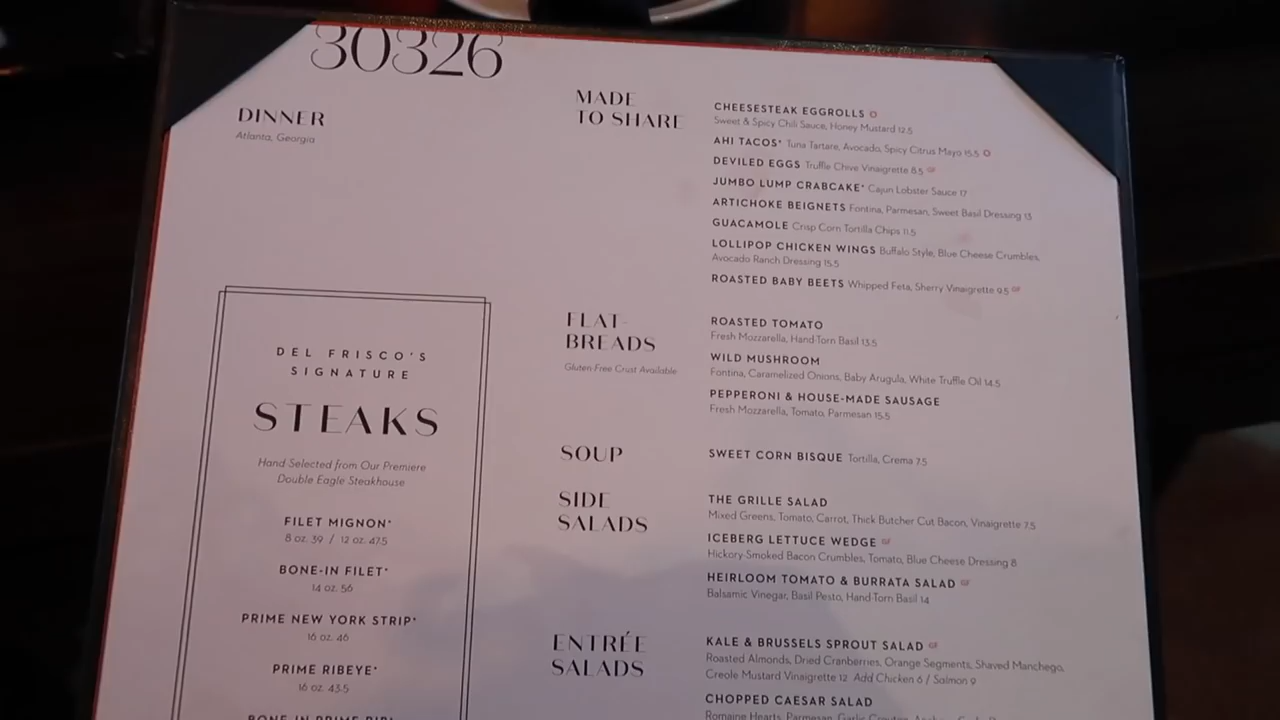 30326
DINNER
Atlanta, Georgia
DEL FRISCO'S
SIGNATURE
STEAKS
Hand Selected from Our Premiere
Double Eagle Steakhouse
FILET MIGNON*
8 oz. 39 / 12 oz. 47.5
BONE-IN FILET*
14 oz. 56
PRIME NEW YORK STRIP*
16 oz. 46
PRIME RIBEYE*
16 oz. 43.5
MADE
TO SHARE
CHEESESTEAK EGGROLLS
Sweet & Spicy Chili Sauce, Honey Mustard 12.5
AHI TACOS* Tuna Tartare, Avocado, Spicy Citrus Mayo 15.5
DEVILED EGGS Truffle Chive Vinaigrette 8.5 GF
JUMBO LUMP CRABCAKE* Cajun Lobster Sauce 17
ARTICHOKE BEIGNETS Fontina, Parmesan, Sweet Basil Dressing 13
GUACAMOLE Crisp Corn Tortilla Chips 11.5
LOLLIPOP CHICKEN WINGS Buffalo Style, Blue Cheese Crumbles,
Avocado Ranch Dressing 15.5
ROASTED BABY BEETS Whipped Feta, Sherry Vinaigrette 9.5 GF
FLAT-
BREADS
Gluten-Free Crust Available
ROASTED TOMATO
Fresh Mozzarella, Hand-Torn Basil 13.5
WILD MUSHROOM
Fontina, Caramelized Onions, Baby Arugula, White Truffle Oil 14.5
PEPPERONI & HOUSE-MADE SAUSAGE
Fresh Mozzarella, Tomato, Parmesan 15.5
SOUP
SWEET CORN BISQUE Tortilla, Crema 7.5
SIDE
SALADS
THE GRILLE SALAD
Mixed Greens, Tomato, Carrot, Thick Butcher Cut Bacon, Vinaigrette 7.5
ICEBERG LETTUCE WEDGE GF
Hickory-Smoked Bacon Crumbles, Tomato, Blue Cheese Dressing 8
HEIRLOOM TOMATO & BURRATA SALAD GF
Balsamic Vinegar, Basil Pesto, Hand-Torn Basil 14
ENTRÉE
SALADS
KALE & BRUSSELS SPROUT SALAD GF
Roasted Almonds, Dried Cranberries, Orange Segments, Shaved Manchego,
Creole Mustard Vinaigrette 12 Add Chicken 6 / Salmon 9
CHOPPED CAESAR SALAD
Romaine Hearts, Parmesan, Garlic